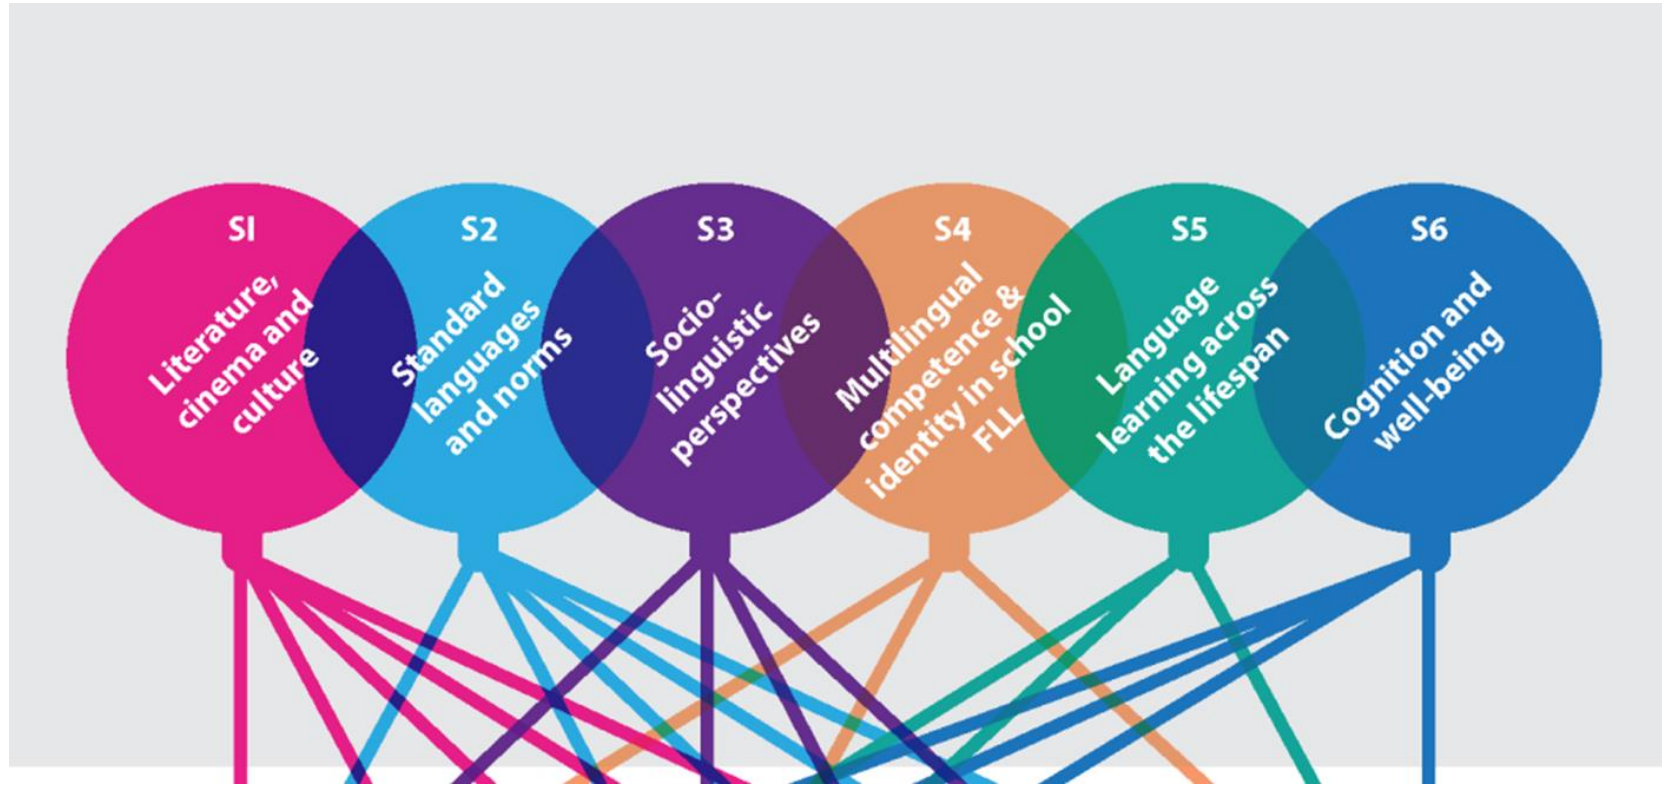 S1
Literature,
cinema and
culture
S2
Standard
languages
and norms
S3
Socio-
linguistic
perspectives
S4
Multilingual
competence &
identity in school
FLL
S5
Language
learning across
the lifespan
S6
Cognition and
well-being